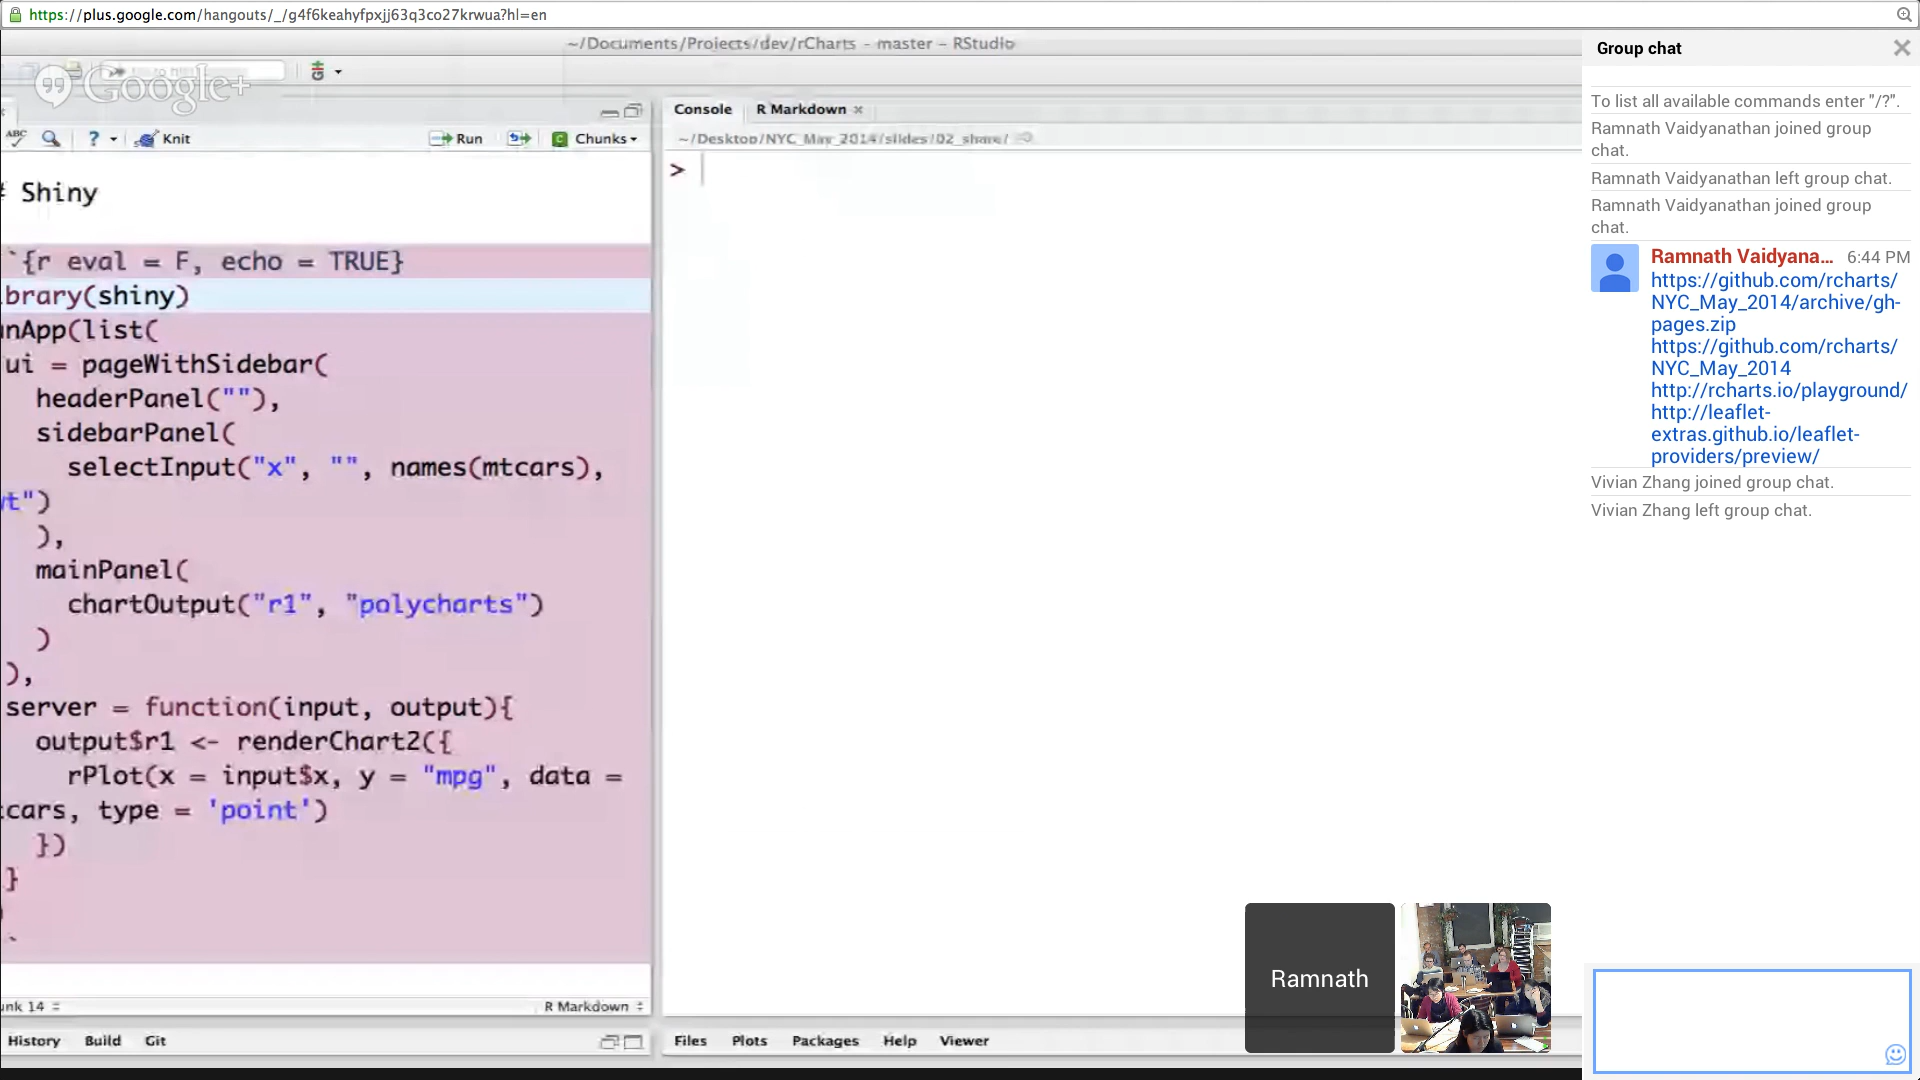 https://plus.google.com/hangouts/_/g4f6keahyfpxjj63q3co27krwua?hl=en
~/Documents/Projects/dev/rCharts - master - RStudio
Google+
Console
R Markdown
ABC
?
Knit
Run
Chunks
~/Desktop/NYC_May_2014/slides/02_share/
>
# Shiny
`{r eval = F, echo = TRUE}
brary(shiny)
nApp(list(
ui = pageWithSidebar(
headerPanel(""),
sidebarPanel(
selectInput("x", "", names(mtcars),
t")
),
mainPanel(
chartOutput("r1", "polycharts")
)
),
server = function(input, output){
output$r1 <- renderChart2({
rPlot(x = input$x, y = "mpg", data =
cars, type = 'point')
})
}
)
`
unk 14
R Markdown
History
Build
Git
Files
Plots
Packages
Help
Viewer
Ramnath
Group chat
To list all available commands enter "/?".
Ramnath Vaidyanathan joined group
chat.
Ramnath Vaidyanathan left group chat.
Ramnath Vaidyanathan joined group
chat.
Ramnath Vaidyana... 6:44 PM
https://github.com/rcharts/
NYC_May_2014/archive/gh-
pages.zip
https://github.com/rcharts/
NYC_May_2014
http://rcharts.io/playground/
http://leaflet-
extras.github.io/leaflet-
providers/preview/
Vivian Zhang joined group chat.
Vivian Zhang left group chat.